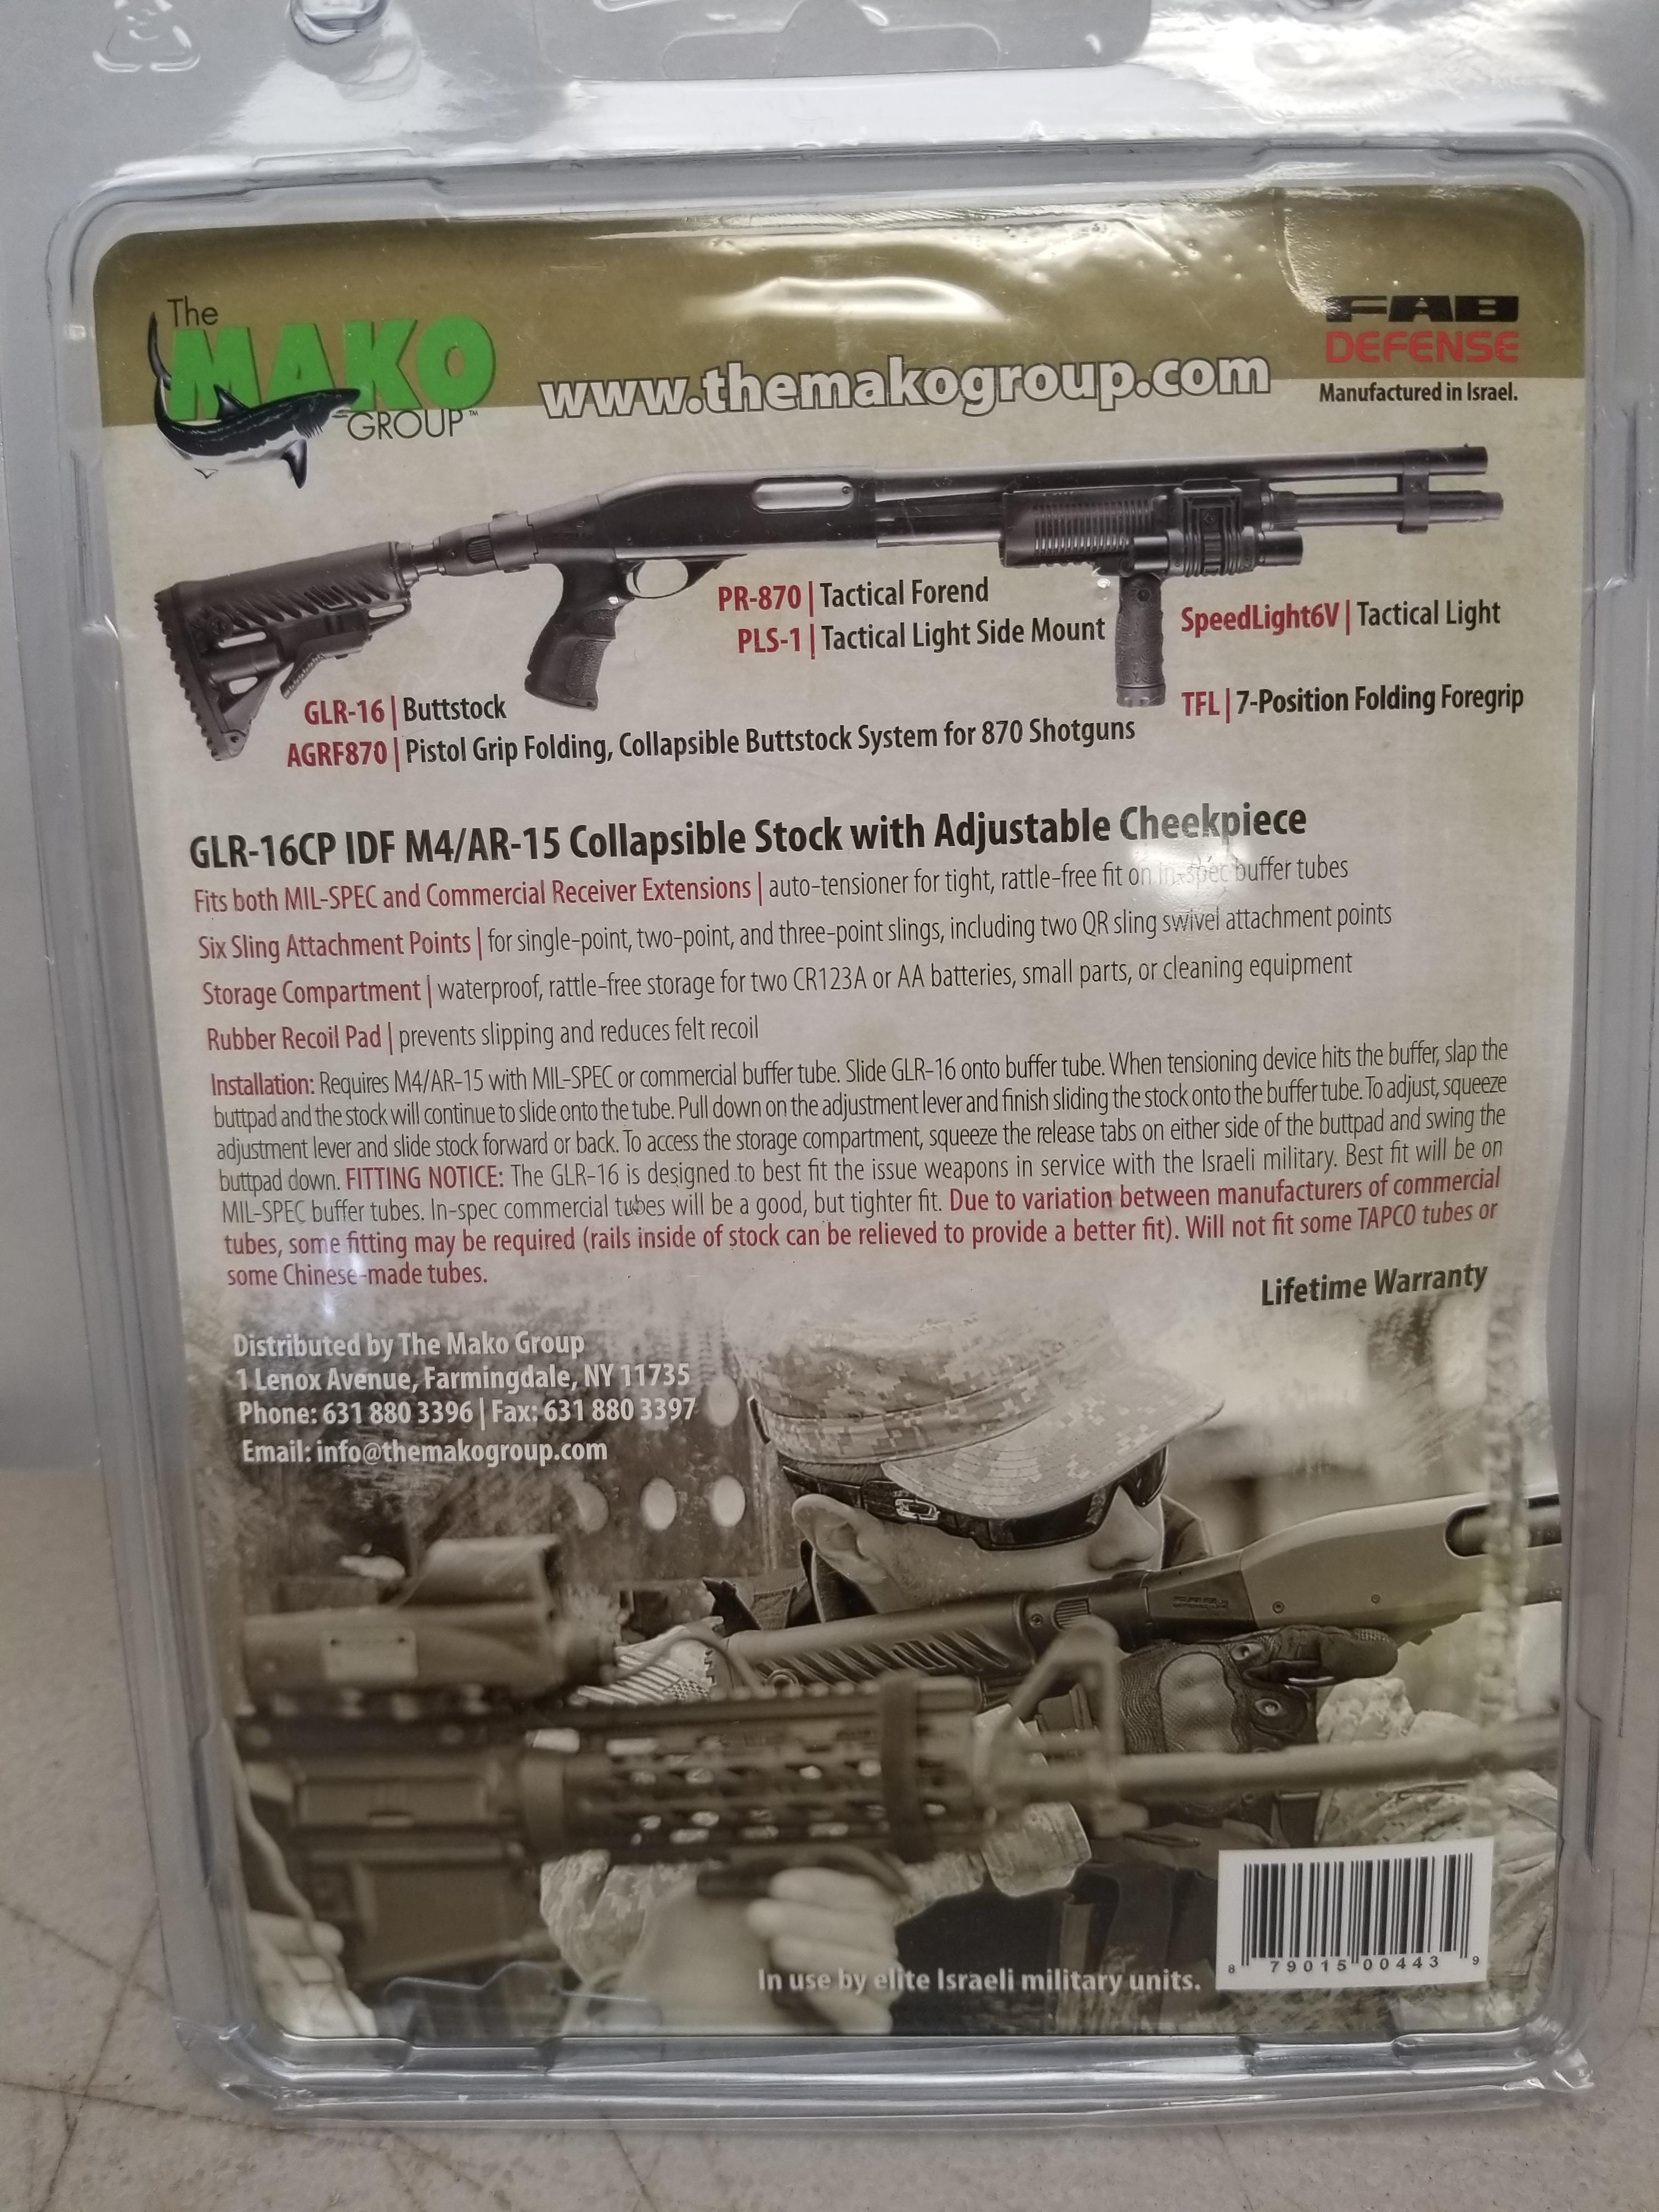 The
MAKO
GROUP™
www.themakogroup.com
FAB
DEFENSE
Manufactured in Israel.
PR-870 | Tactical Forend
PLS-1 | Tactical Light Side Mount
SpeedLight6V | Tactical Light
TFL | 7-Position Folding Foregrip
GLR-16 | Buttstock
AGRF870 | Pistol Grip Folding, Collapsible Buttstock System for 870 Shotguns
GLR-16CP IDF M4/AR-15 Collapsible Stock with Adjustable Cheekpiece
Fits both MIL-SPEC and Commercial Receiver Extensions | auto-tensioner for tight, rattle-free fit on in-spec buffer tubes
Six Sling Attachment Points | for single-point, two-point, and three-point slings, including two QR sling swivel attachment points
Storage Compartment | waterproof, rattle-free storage for two CR123A or AA batteries, small parts, or cleaning equipment
Rubber Recoil Pad | prevents slipping and reduces felt recoil
Installation: Requires M4/AR-15 with MIL-SPEC or commercial buffer tube. Slide GLR-16 onto buffer tube. When tensioning device hits the buffer, slap the
buttpad and the stock will continue to slide onto the tube. Pull down on the adjustment lever and finish sliding the stock onto the buffer tube. To adjust, squeeze
adjustment lever and slide stock forward or back. To access the storage compartment, squeeze the release tabs on either side of the buttpad and swing the
buttpad down. FITTING NOTICE: The GLR-16 is designed to best fit the issue weapons in service with the Israeli military. Best fit will be on
MIL-SPEC buffer tubes. In-spec commercial tubes will be a good, but tighter fit. Due to variation between manufacturers of commercial
tubes, some fitting may be required (rails inside of stock can be relieved to provide a better fit). Will not fit some TAPCO tubes or
some Chinese-made tubes.
Lifetime Warranty
Distributed by The Mako Group
1 Lenox Avenue, Farmingdale, NY 11735
Phone: 631 880 3396 | Fax: 631 880 3397
Email: info@themakogroup.com
In use by elite Israeli military units.
8 79015 00443 9